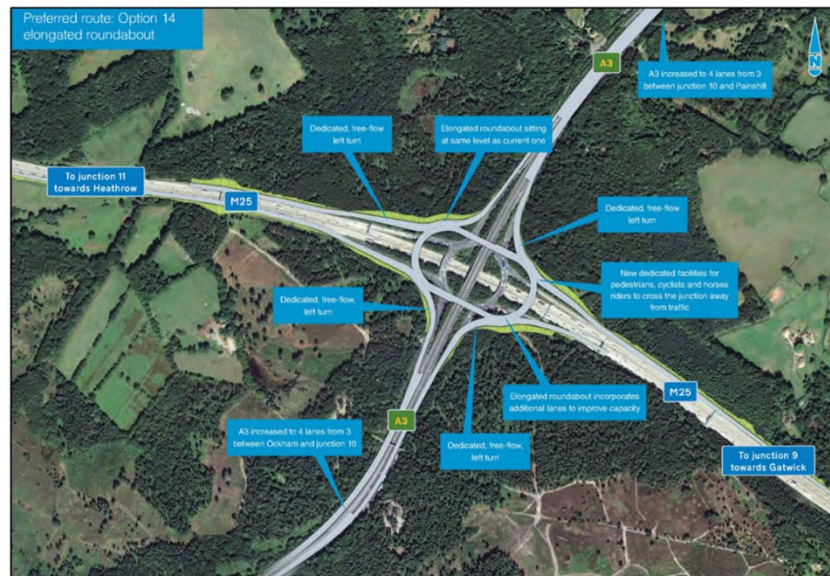 Preferred route: Option 14
elongated roundabout
A3
A3 increased to 4 lanes from 3
between junction 10 and Painshill
N
Dedicated, free-flow
left turn
Elongated roundabout sitting
at same level as current one
To junction 11
towards Heathrow
M25
Dedicated, free-flow
left turn
New dedicated facilities for
pedestrians, cyclists and horses
riders to cross the junction away
from traffic
Dedicated, free-flow,
left turn
M25
Elongated roundabout incorporates
additional lanes to improve capacity
A3
A3 increased to 4 lanes from 3
between Ockham and junction 10
Dedicated, free-flow,
left turn
To junction 9
towards Gatwick